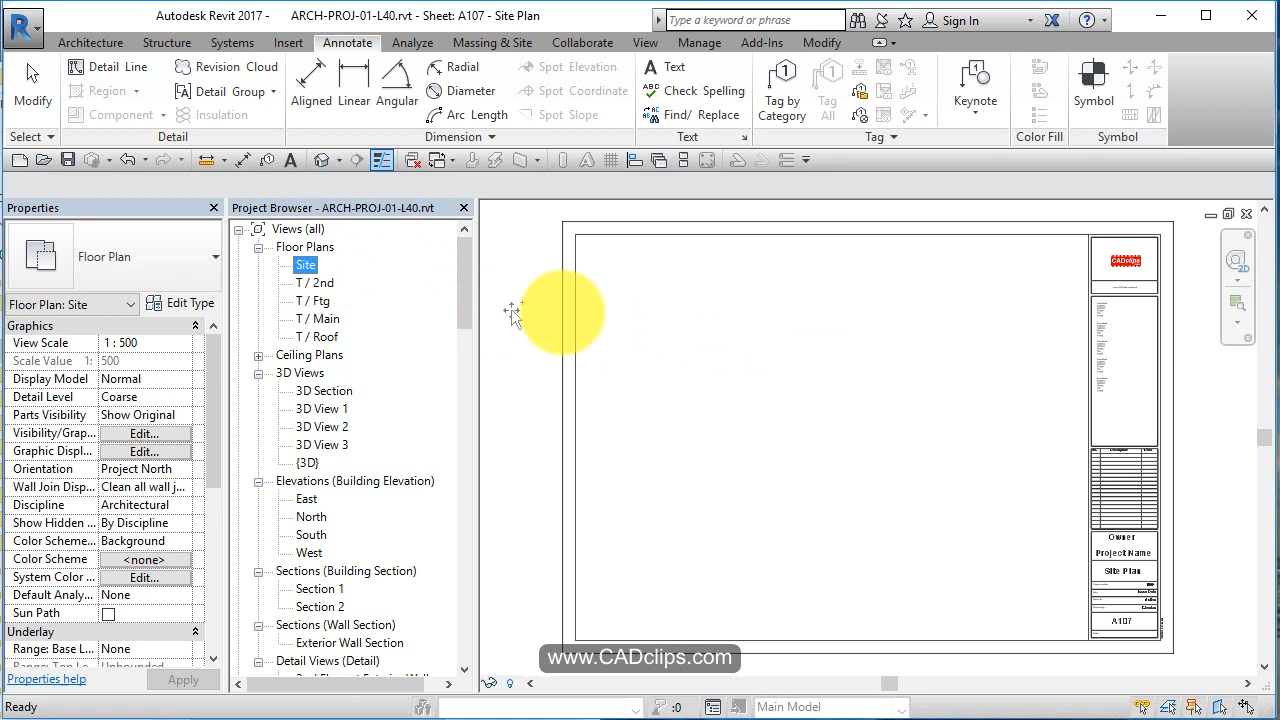 Autodesk Revit 2017 - ARCH-PROJ-01-L40.rvt - Sheet: A107 - Site Plan
Type a keyword or phrase
Sign In
Architecture Structure Systems Insert Annotate Analyze Massing & Site Collaborate View Manage Add-Ins Modify
Modify
Select
Detail Line
Region
Component
Revision Cloud
Detail Group
Insulation
Detail
Aligned
Linear
Angular
Radial
Diameter
Arc Length
Spot Elevation
Spot Coordinate
Spot Slope
Dimension
Text
Check Spelling
Find/ Replace
Text
Tag by Category
Tag All
Tag
Keynote
Color Fill
Symbol
Symbol
Properties
Floor Plan
Floor Plan: Site
Edit Type
Graphics
View Scale 1 : 500
Scale Value 1: 500
Display Model Normal
Detail Level Coarse
Parts Visibility Show Original
Visibility/Grap... Edit...
Graphic Displ... Edit...
Orientation Project North
Wall Join Disp... Clean all wall j...
Discipline Architectural
Show Hidden ... By Discipline
Color Scheme... Background
Color Scheme <none>
System Color ... Edit...
Default Analy... None
Sun Path
Underlay
Range: Base L... None
Range: Top Le... Unbounded
Properties help
Apply
Project Browser - ARCH-PROJ-01-L40.rvt
Views (all)
Floor Plans
Site
T / 2nd
T / Ftg
T / Main
T / Roof
Ceiling Plans
3D Views
3D Section
3D View 1
3D View 2
3D View 3
{3D}
Elevations (Building Elevation)
East
North
South
West
Sections (Building Section)
Section 1
Section 2
Sections (Wall Section)
Exterior Wall Section
Detail Views (Detail)
2D
CADclips
Owner
Project Name
Site Plan
A107
www.CADclips.com
Ready
:0
Main Model